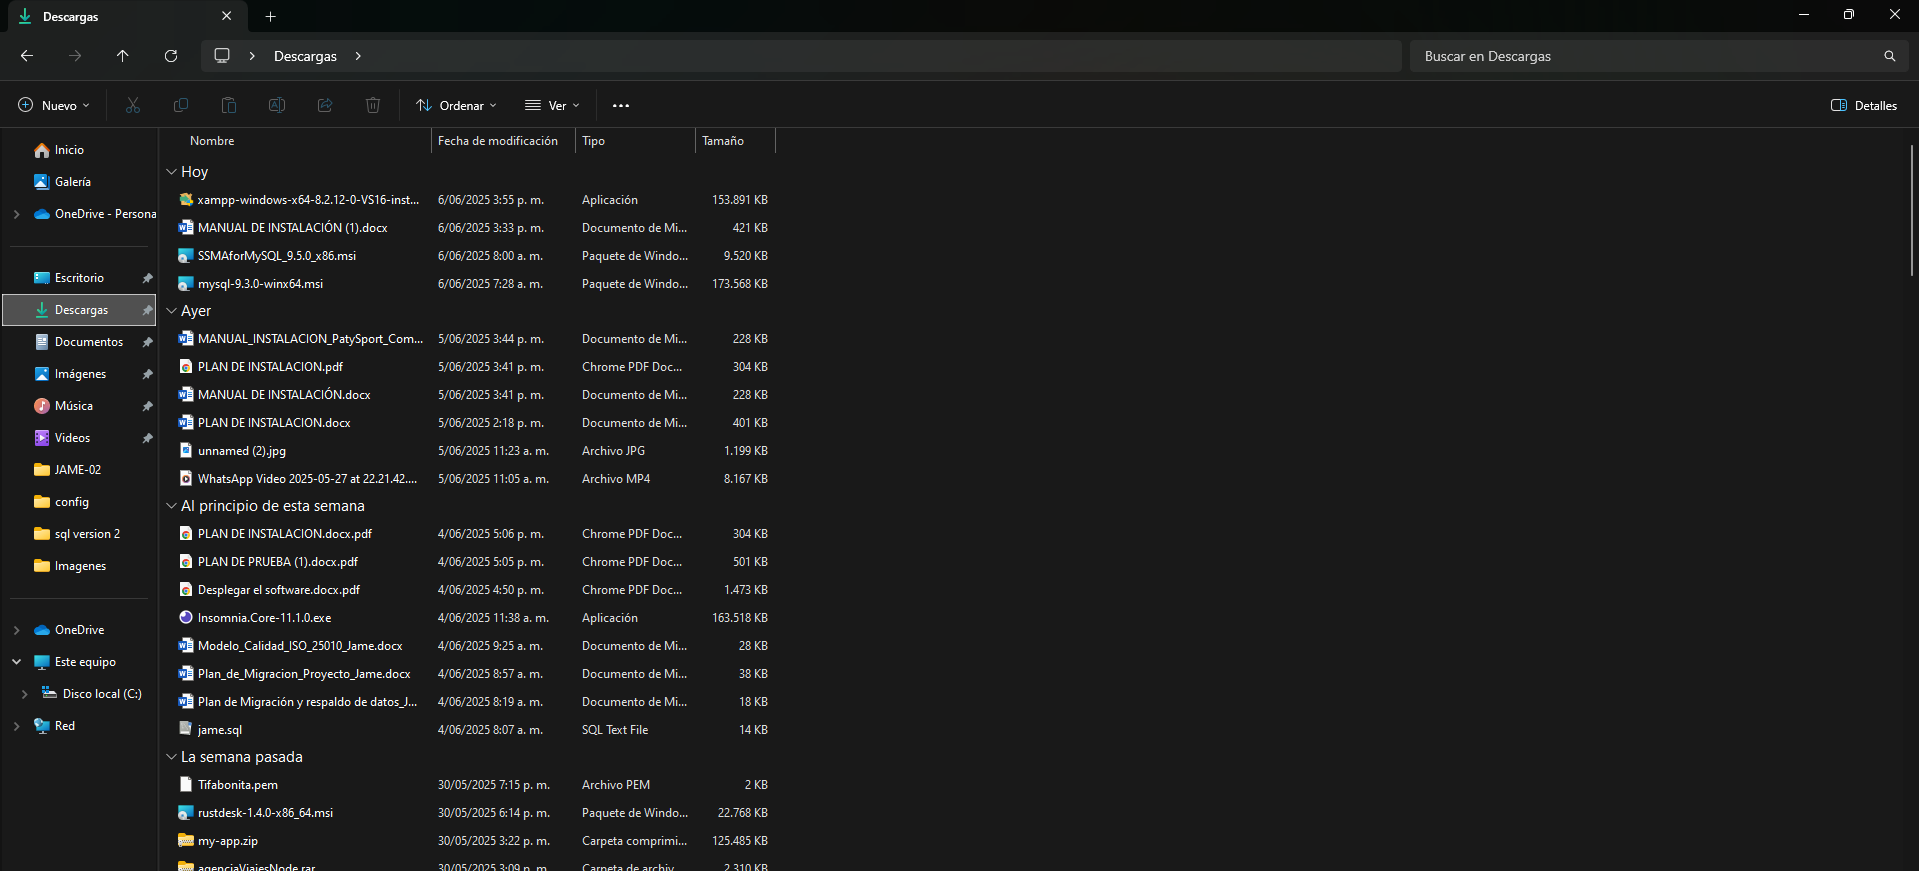 Descargas
Descargas
Buscar en Descargas
Nuevo
Ordenar
Ver
Detalles
Inicio
Galería
OneDrive - Persona
Escritorio
Descargas
Documentos
Imágenes
Música
Videos
JAME-02
config
sql version 2
Imagenes
OneDrive
Este equipo
Disco local (C:)
Red
Nombre Fecha de modificación Tipo Tamaño
Hoy
xampp-windows-x64-8.2.12-0-VS16-inst... 6/06/2025 3:55 p. m. Aplicación 153.891 KB
MANUAL DE INSTALACIÓN (1).docx 6/06/2025 3:33 p. m. Documento de Mi... 421 KB
SSMAforMySQL_9.5.0_x86.msi 6/06/2025 8:00 a. m. Paquete de Windo... 9.520 KB
mysql-9.3.0-winx64.msi 6/06/2025 7:28 a. m. Paquete de Windo... 173.568 KB
Ayer
MANUAL_INSTALACION_PatySport_Com... 5/06/2025 3:44 p. m. Documento de Mi... 228 KB
PLAN DE INSTALACION.pdf 5/06/2025 3:41 p. m. Chrome PDF Doc... 304 KB
MANUAL DE INSTALACIÓN.docx 5/06/2025 3:41 p. m. Documento de Mi... 228 KB
PLAN DE INSTALACION.docx 5/06/2025 2:18 p. m. Documento de Mi... 401 KB
unnamed (2).jpg 5/06/2025 11:23 a. m. Archivo JPG 1.199 KB
WhatsApp Video 2025-05-27 at 22.21.42.... 5/06/2025 11:05 a. m. Archivo MP4 8.167 KB
Al principio de esta semana
PLAN DE INSTALACION.docx.pdf 4/06/2025 5:06 p. m. Chrome PDF Doc... 304 KB
PLAN DE PRUEBA (1).docx.pdf 4/06/2025 5:05 p. m. Chrome PDF Doc... 501 KB
Desplegar el software.docx.pdf 4/06/2025 4:50 p. m. Chrome PDF Doc... 1.473 KB
Insomnia.Core-11.1.0.exe 4/06/2025 11:38 a. m. Aplicación 163.518 KB
Modelo_Calidad_ISO_25010_Jame.docx 4/06/2025 9:25 a. m. Documento de Mi... 28 KB
Plan_de_Migracion_Proyecto_Jame.docx 4/06/2025 8:57 a. m. Documento de Mi... 38 KB
Plan de Migración y respaldo de datos_J... 4/06/2025 8:19 a. m. Documento de Mi... 18 KB
jame.sql 4/06/2025 8:07 a. m. SQL Text File 14 KB
La semana pasada
Tifabonita.pem 30/05/2025 7:15 p. m. Archivo PEM 2 KB
rustdesk-1.4.0-x86_64.msi 30/05/2025 6:14 p. m. Paquete de Windo... 22.768 KB
my-app.zip 30/05/2025 3:22 p. m. Carpeta comprimi... 125.485 KB
agenciaViajesNode.rar 30/05/2025 3:09 p. m. Carpeta de archiv... 2.310 KB